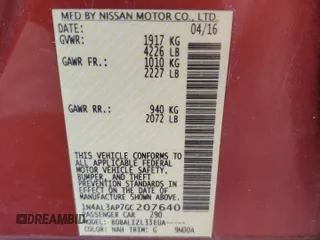 MFD BY NISSAN MOTOR CO., LTD.
DATE: 04/16
GVWR: 1917 KG
4226 LB
GAWR FR.: 1010 KG
2227 LB
GAWR RR.: 940 KG
2072 LB
THIS VEHICLE CONFORMS TO
ALL APPLICABLE FEDERAL
MOTOR VEHICLE SAFETY,
BUMPER, AND THEFT
PREVENTION STANDARDS
IN EFFECT ON THE DATE OF
MANUFACTURE SHOWN ABOVE.
1N4AL3AP7GC207640
PASSENGER CAR 290
COLOR: NAH TRIM: G
DREAMBID